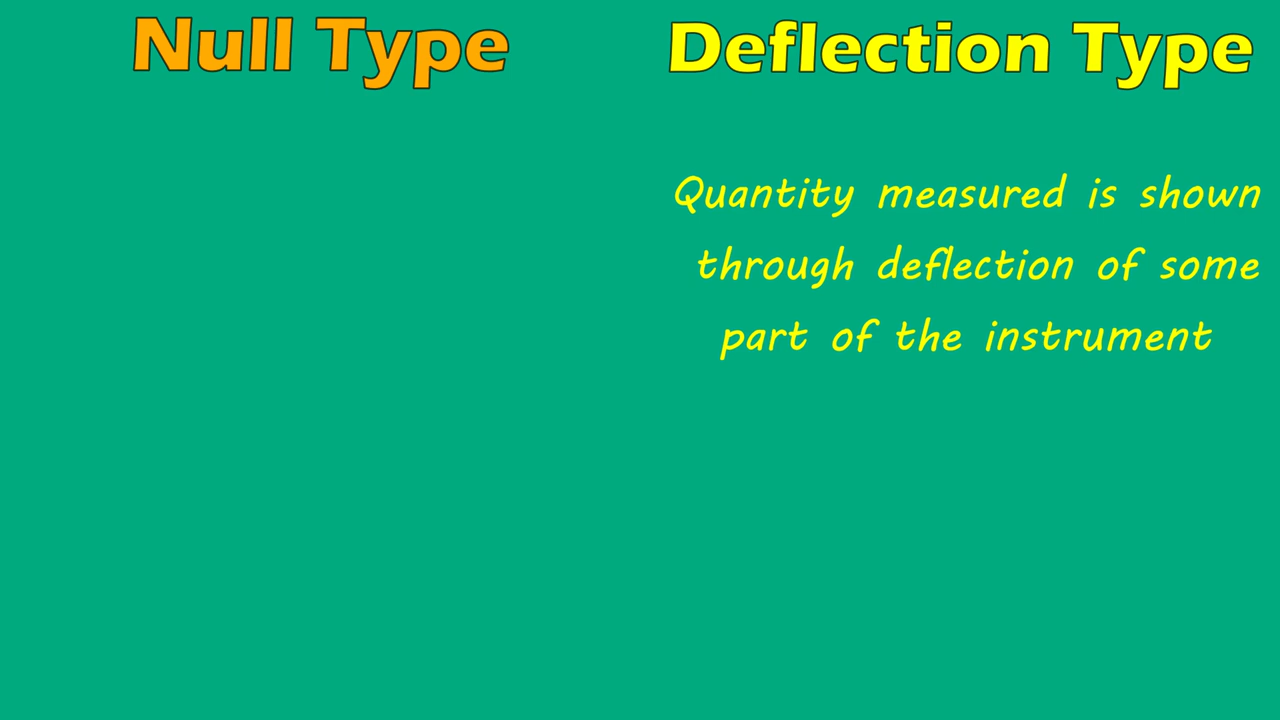 Null Type
Deflection Type
Quantity measured is shown
through deflection of some
part of the instrument